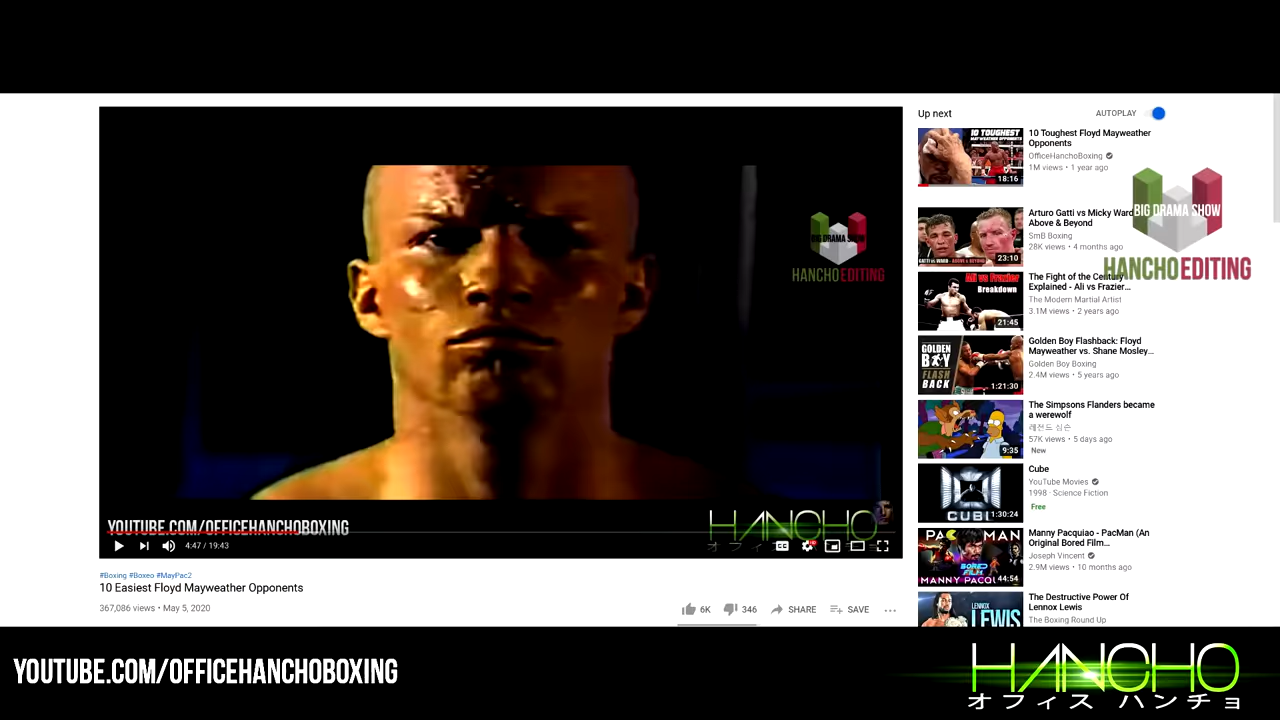 Up next
AUTOPLAY
10 TOUGHEST
MAYWEATHER OPPONENTS
18:16
10 Toughest Floyd Mayweather
Opponents
OfficeHanchoBoxing
1M views • 1 year ago
BIG DRAMA SHOW
HANCHOEDITING
GATTI vs WARD - ABOVE & BEYOND
23:10
Arturo Gatti vs Micky Ward
Above & Beyond
SmB Boxing
28K views • 4 months ago
Ali vs Frazier
Breakdown
21:45
The Fight of the Century
Explained - Ali vs Frazier...
The Modern Martial Artist
3.1M views • 2 years ago
GOLDEN
BOY
FLASH
BACK
1:21:30
Golden Boy Flashback: Floyd
Mayweather vs. Shane Mosley...
Golden Boy Boxing
2.4M views • 5 years ago
9:35
The Simpsons Flanders became
a werewolf
레전드 심슨
57K views • 5 days ago
New
CUBE
1:30:24
Cube
YouTube Movies
1998 · Science Fiction
Free
PAC MAN
BORED
FILM
MANNY PACQU
44:54
Manny Pacquiao - PacMan (An
Original Bored Film...
Joseph Vincent
2.9M views • 10 months ago
LENNOX
LEWIS
The Destructive Power Of
Lennox Lewis
The Boxing Round Up
BIG DRAMA SHOW
HANCHOEDITING
YOUTUBE.COM/OFFICEHANCHOBOXING
HANCHO
4:47 / 19:43
#Boxing #Boxeo #MayPac2
10 Easiest Floyd Mayweather Opponents
367,086 views • May 5, 2020
6K
346
SHARE
SAVE
YOUTUBE.COM/OFFICEHANCHOBOXING
HANCHO
オフィス ハンチョ